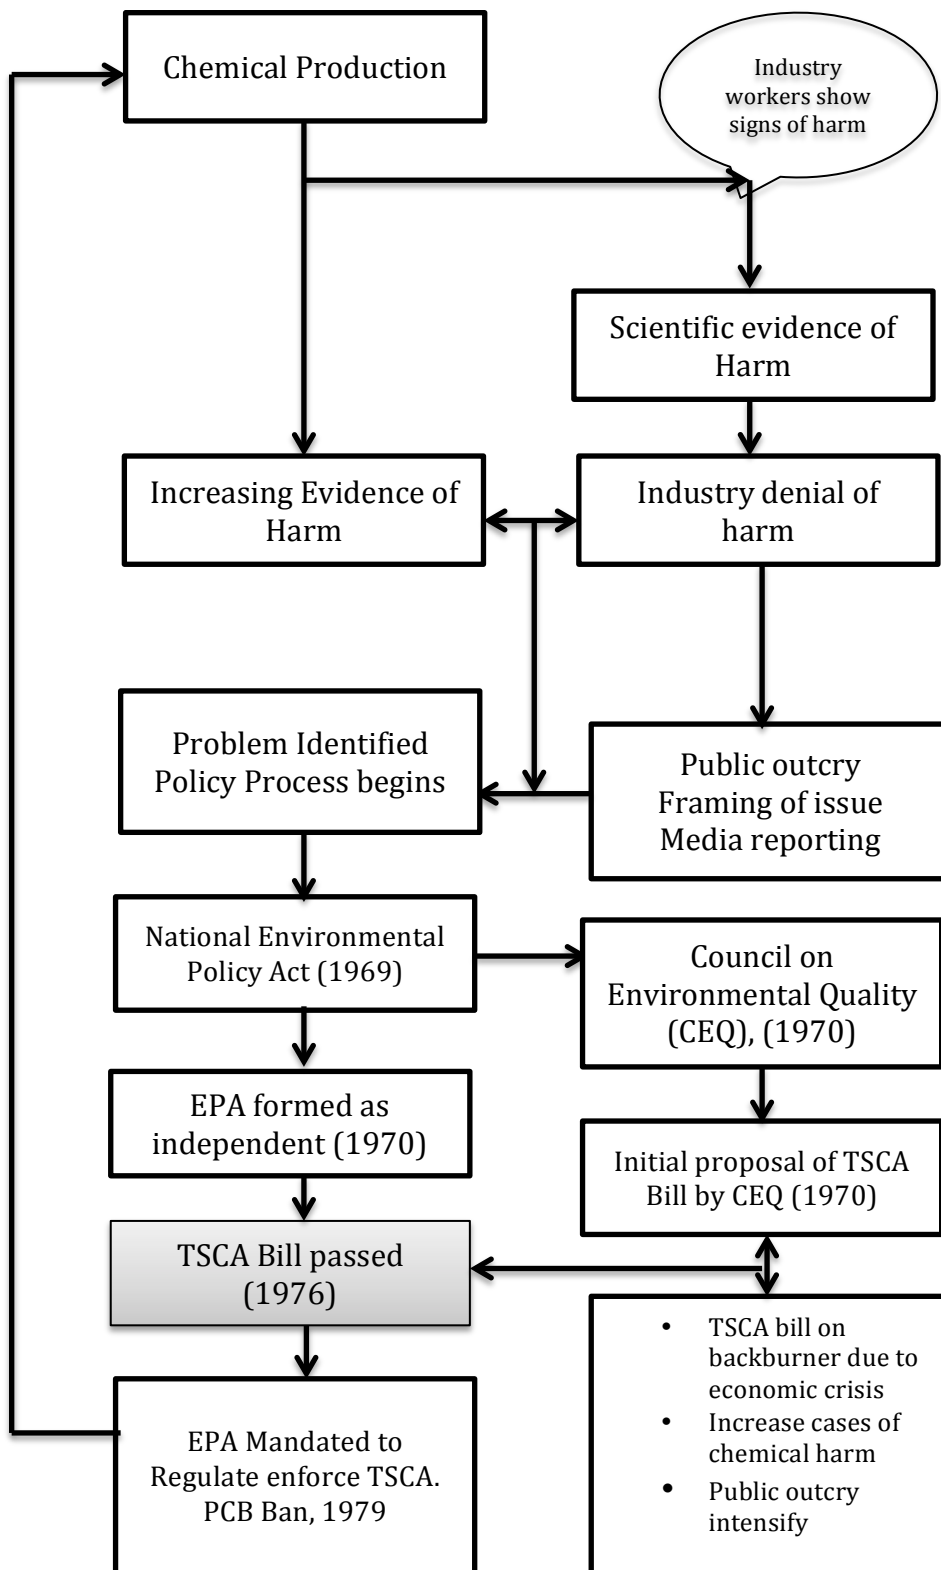 Chemical Production
Industry
workers show
signs of harm
Scientific evidence of
Harm
Increasing Evidence of
Harm
Industry denial of
harm
Problem Identified
Policy Process begins
Public outcry
Framing of issue
Media reporting
National Environmental
Policy Act (1969)
Council on
Environmental Quality
(CEQ), (1970)
EPA formed as
independent (1970)
Initial proposal of TSCA
Bill by CEQ (1970)
TSCA Bill passed
(1976)
• TSCA bill on
backburner due to
economic crisis
• Increase cases of
chemical harm
• Public outcry
intensify
EPA Mandated to
Regulate enforce TSCA.
PCB Ban, 1979